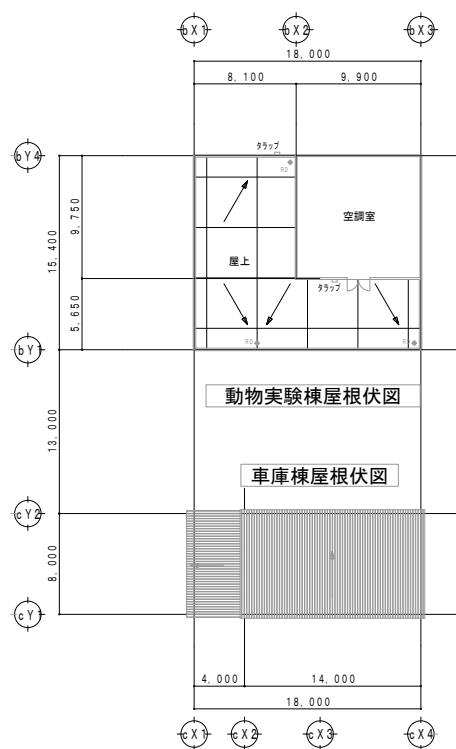 bX1 bX2 bX3
18,000
8,100 9,900
タラップ
bY4
RD
空調室
9,750
15,400
屋上
タラップ
5,650
RD RD
bY1
動物実験棟屋根伏図
13,000
車庫棟屋根伏図
cY2
8,000
cY1
4,000 14,000
18,000
cX1 cX2 cX3 cX4